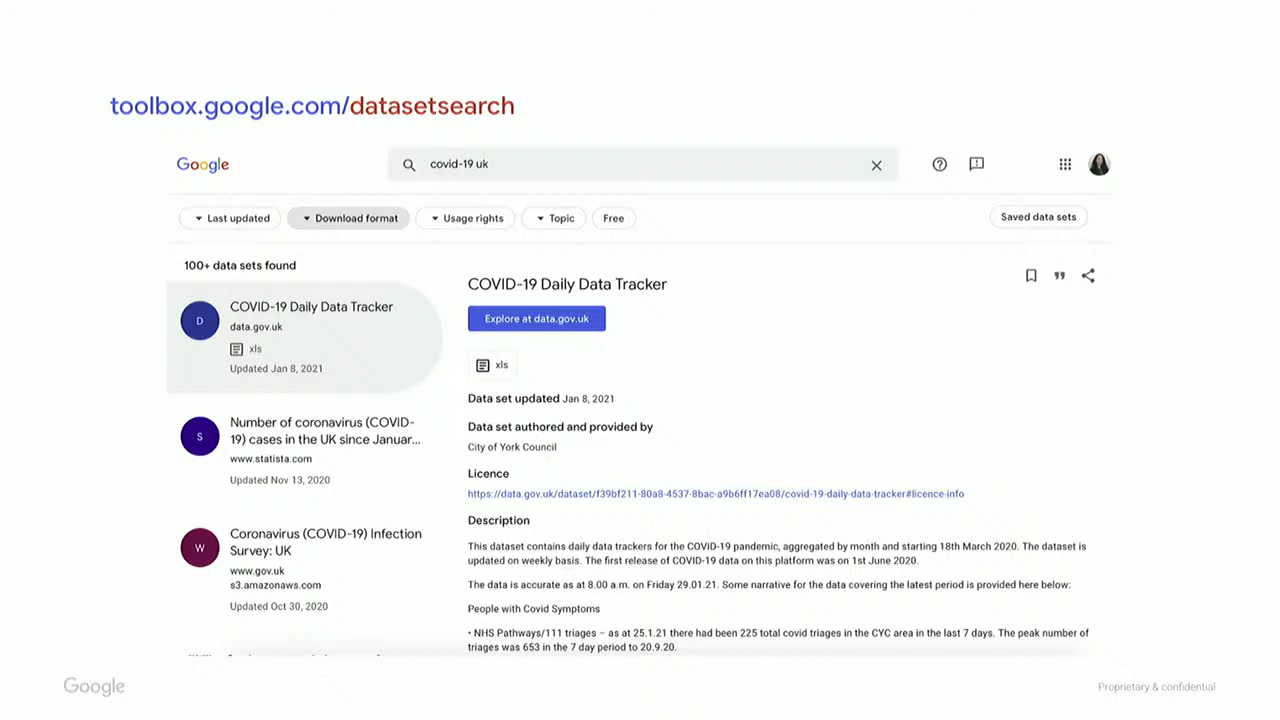 toolbox.google.com/datasetsearch
Google
covid-19 uk
Last updated
Download format
Usage rights
Topic
Free
Saved data sets
100+ data sets found
D
COVID-19 Daily Data Tracker
data.gov.uk
xls
Updated Jan 8, 2021
S
Number of coronavirus (COVID-
19) cases in the UK since Januar...
www.statista.com
Updated Nov 13, 2020
W
Coronavirus (COVID-19) Infection
Survey: UK
www.gov.uk
s3.amazonaws.com
Updated Oct 30, 2020
COVID-19 Daily Data Tracker
Explore at data.gov.uk
xls
Data set updated Jan 8, 2021
Data set authored and provided by
City of York Council
Licence
https://data.gov.uk/dataset/f39bf211-80a8-4537-8bac-a9b6ff17ea08/covid-19-daily-data-tracker#licence-info
Description
This dataset contains daily data trackers for the COVID-19 pandemic, aggregated by month and starting 18th March 2020. The dataset is
updated on weekly basis. The first release of COVID-19 data on this platform was on 1st June 2020.
The data is accurate as at 8.00 a.m. on Friday 29.01.21. Some narrative for the data covering the latest period is provided here below:
People with Covid Symptoms
• NHS Pathways/111 triages – as at 25.1.21 there had been 225 total covid triages in the CYC area in the last 7 days. The peak number of
triages was 653 in the 7 day period to 20.9.20.
Google
Proprietary & confidential